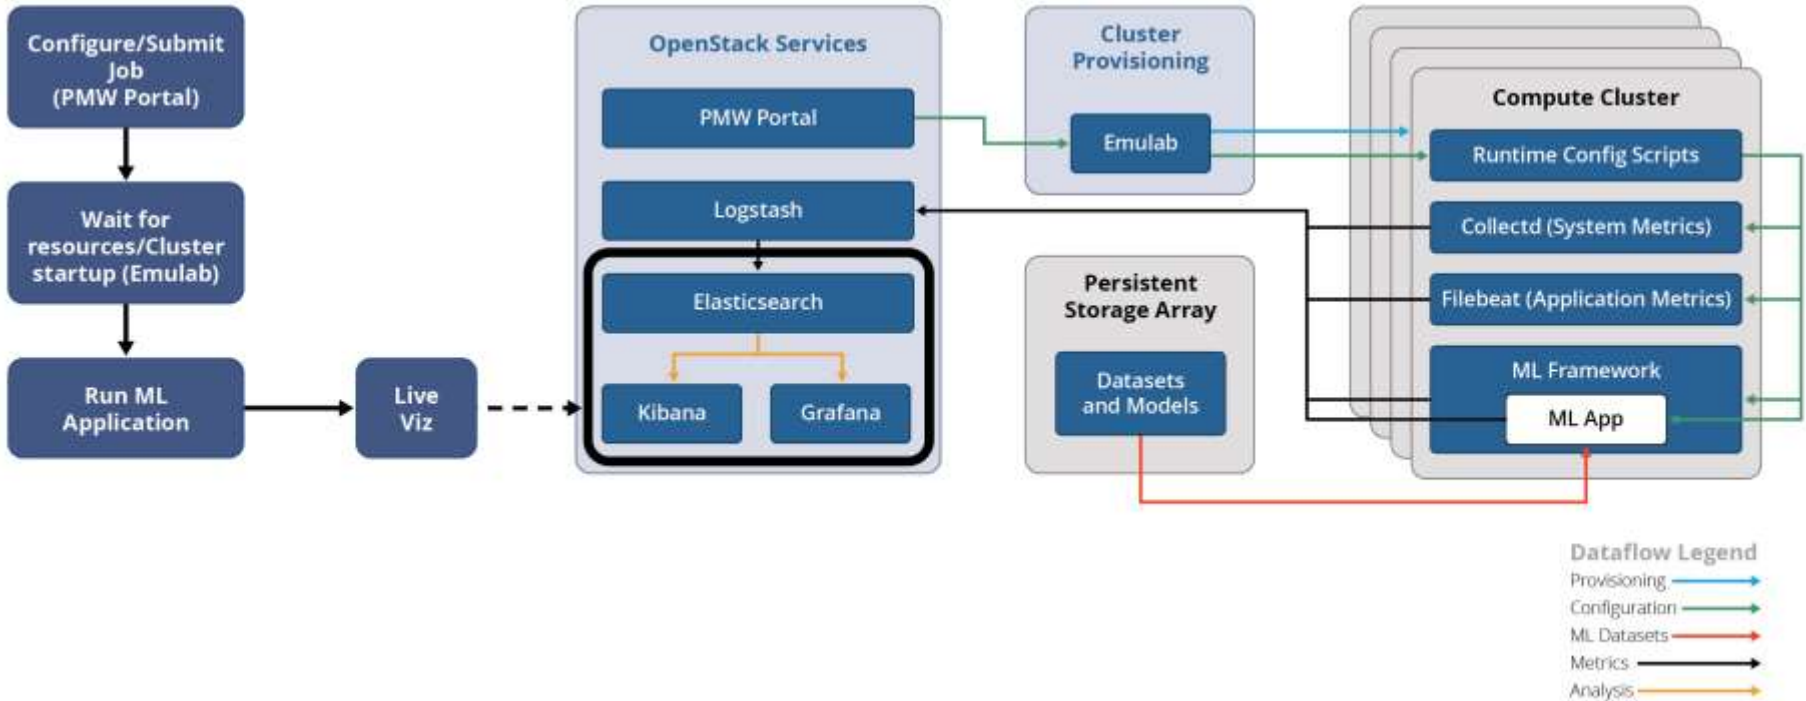 Configure/Submit
Job
(PMW Portal)
Wait for
resources/Cluster
startup (Emulab)
Run ML
Application
Live
Viz
OpenStack Services
PMW Portal
Logstash
Elasticsearch
Kibana
Grafana
Cluster
Provisioning
Emulab
Persistent
Storage Array
Datasets
and Models
Compute Cluster
Runtime Config Scripts
Collectd (System Metrics)
Filebeat (Application Metrics)
ML Framework
ML App
Dataflow Legend
Provisioning
Configuration
ML Datasets
Metrics
Analysis